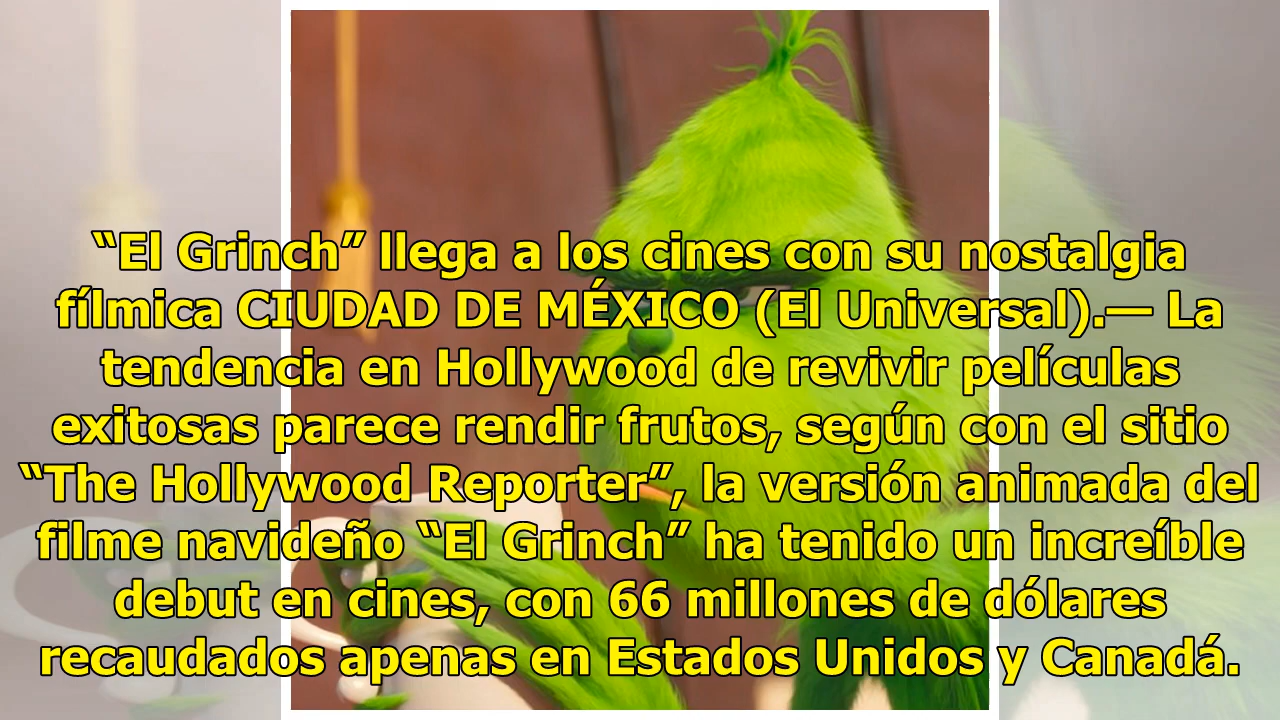 “El Grinch” llega a los cines con su nostalgia
fílmica CIUDAD DE MÉXICO (El Universal).— La
tendencia en Hollywood de revivir películas
exitosas parece rendir frutos, según con el sitio
“The Hollywood Reporter”, la versión animada del
filme navideño “El Grinch” ha tenido un increíble
debut en cines, con 66 millones de dólares
recaudados apenas en Estados Unidos y Canadá.